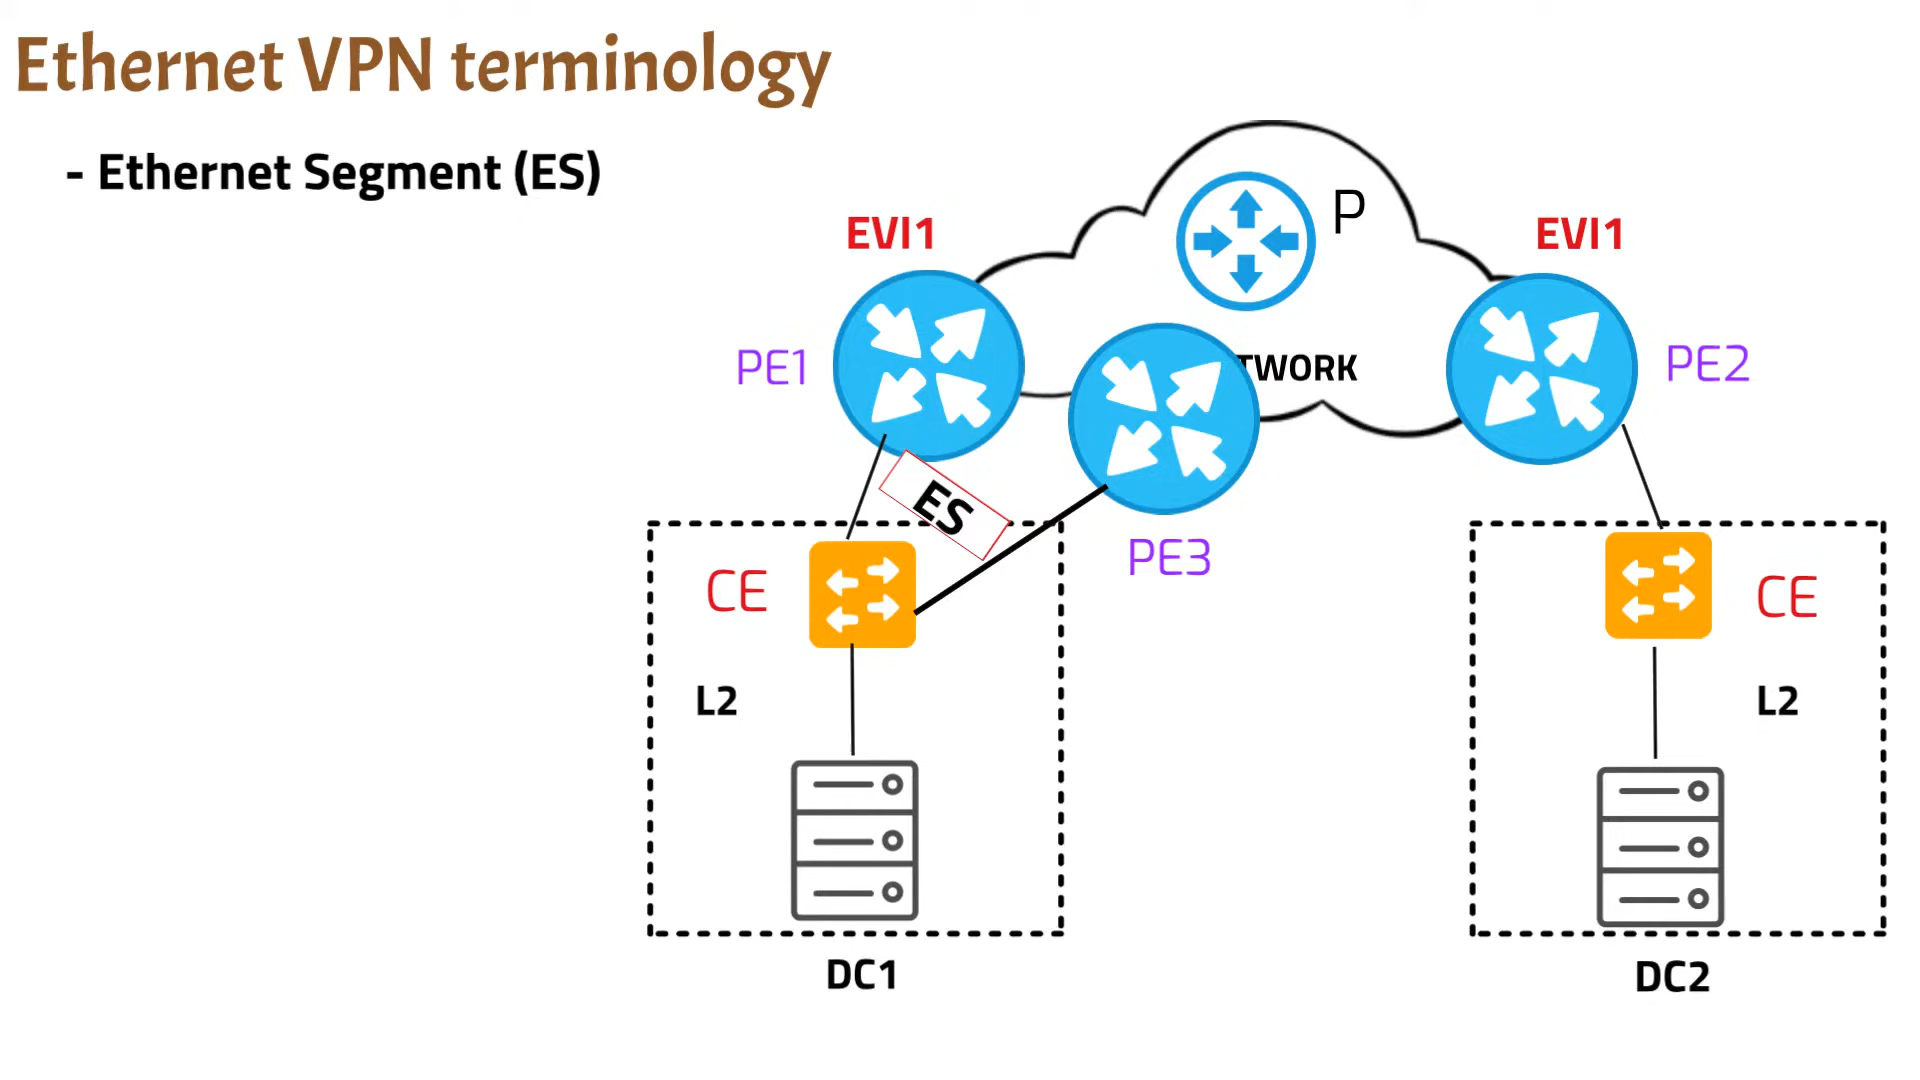 Ethernet VPN terminology
- Ethernet Segment (ES)
P
EVI1
EVI1
PE1
TWORK
PE2
ES
PE3
CE
CE
L2
L2
DC1
DC2